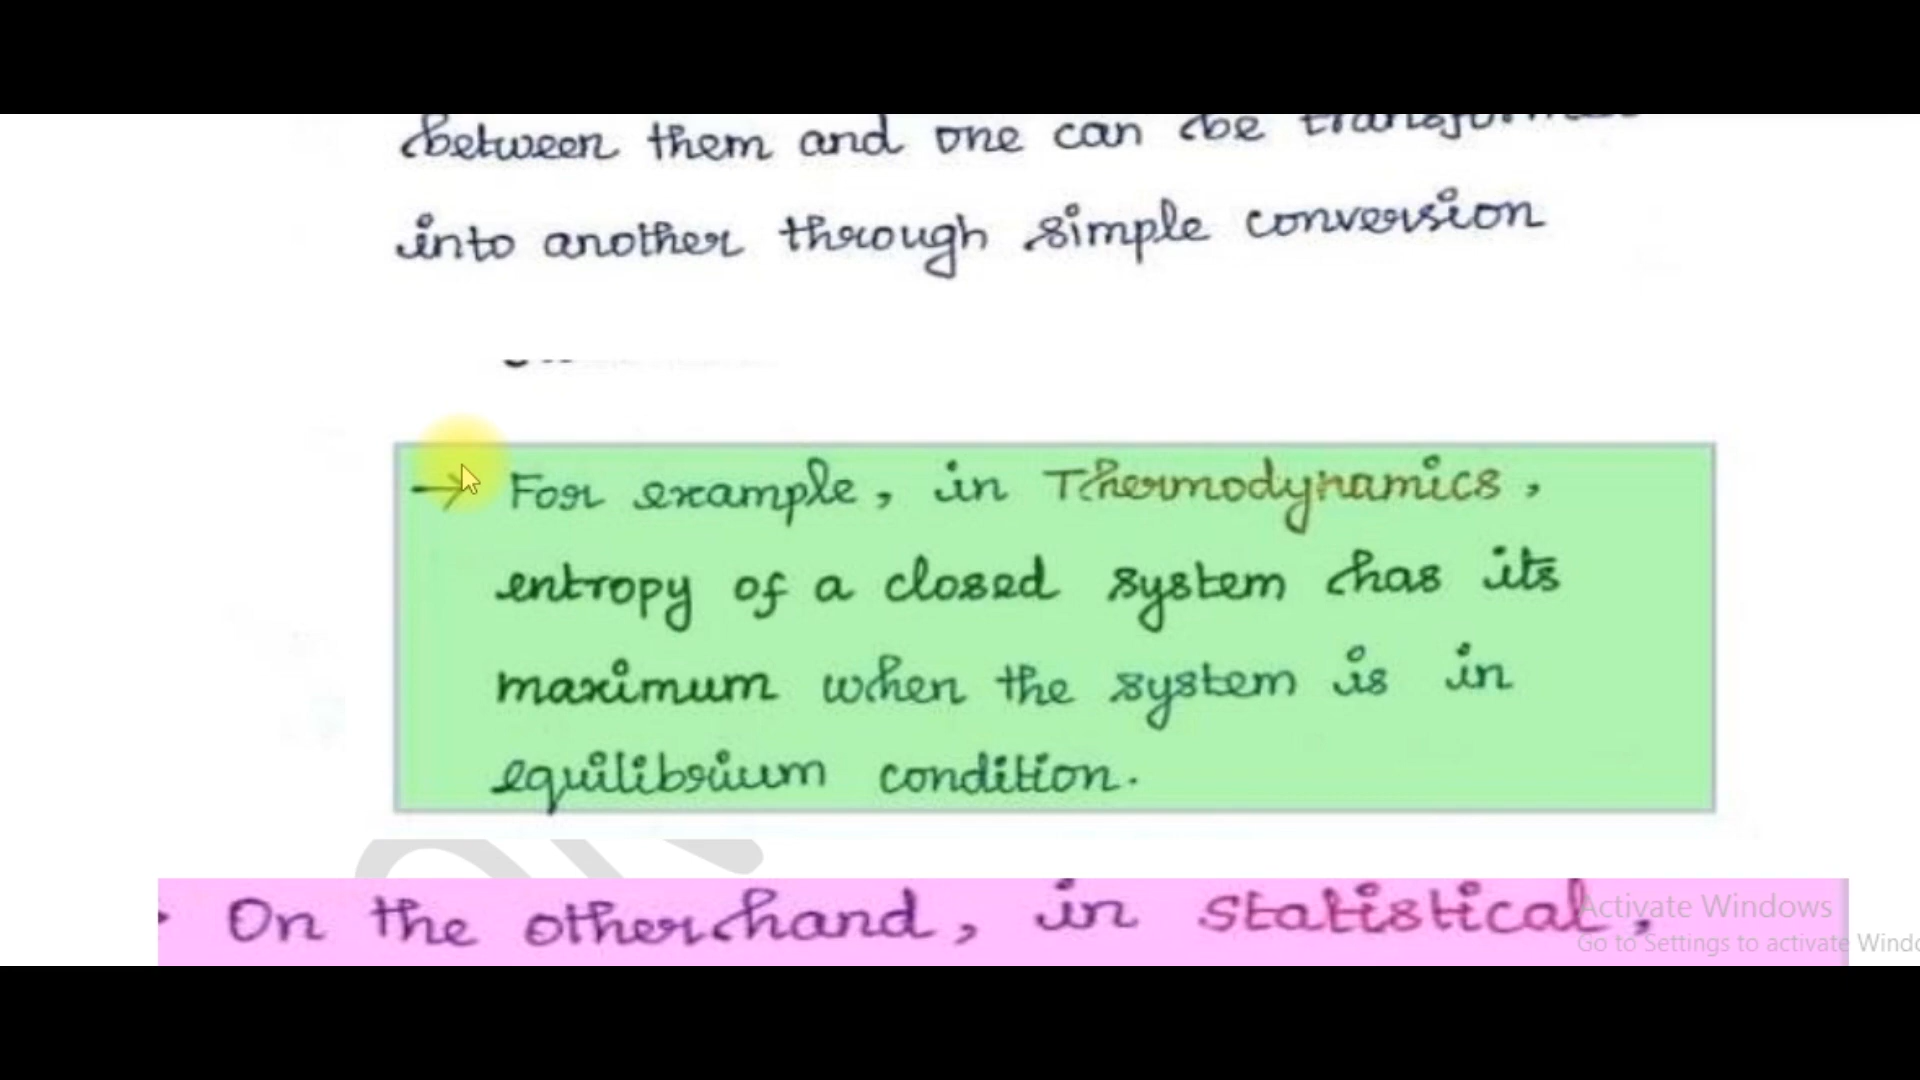 between them and one can be transformed
into another through simple conversion
→ For example, in Thermodynamics,
entropy of a closed system has its
maximum when the system is in
equilibrium condition.
On the otherhand, in statistical,
Activate Windows
Go to Settings to activate Windo